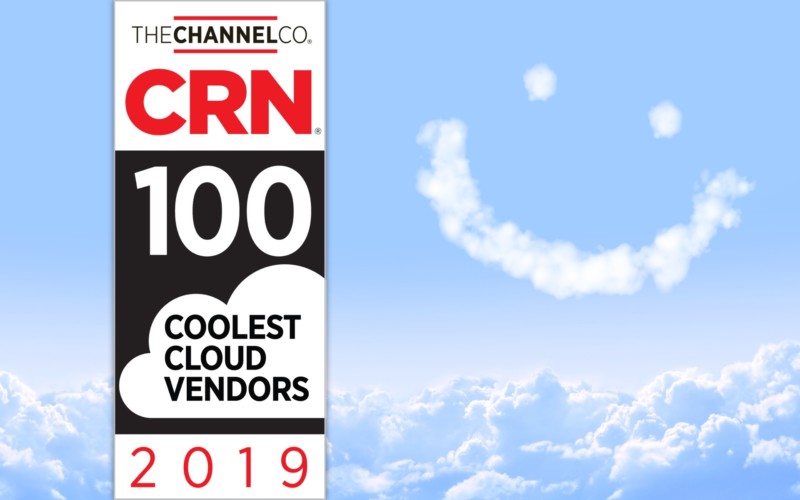 THECHANNELCO®
CRN®
100
COOLEST
CLOUD
VENDORS
2019